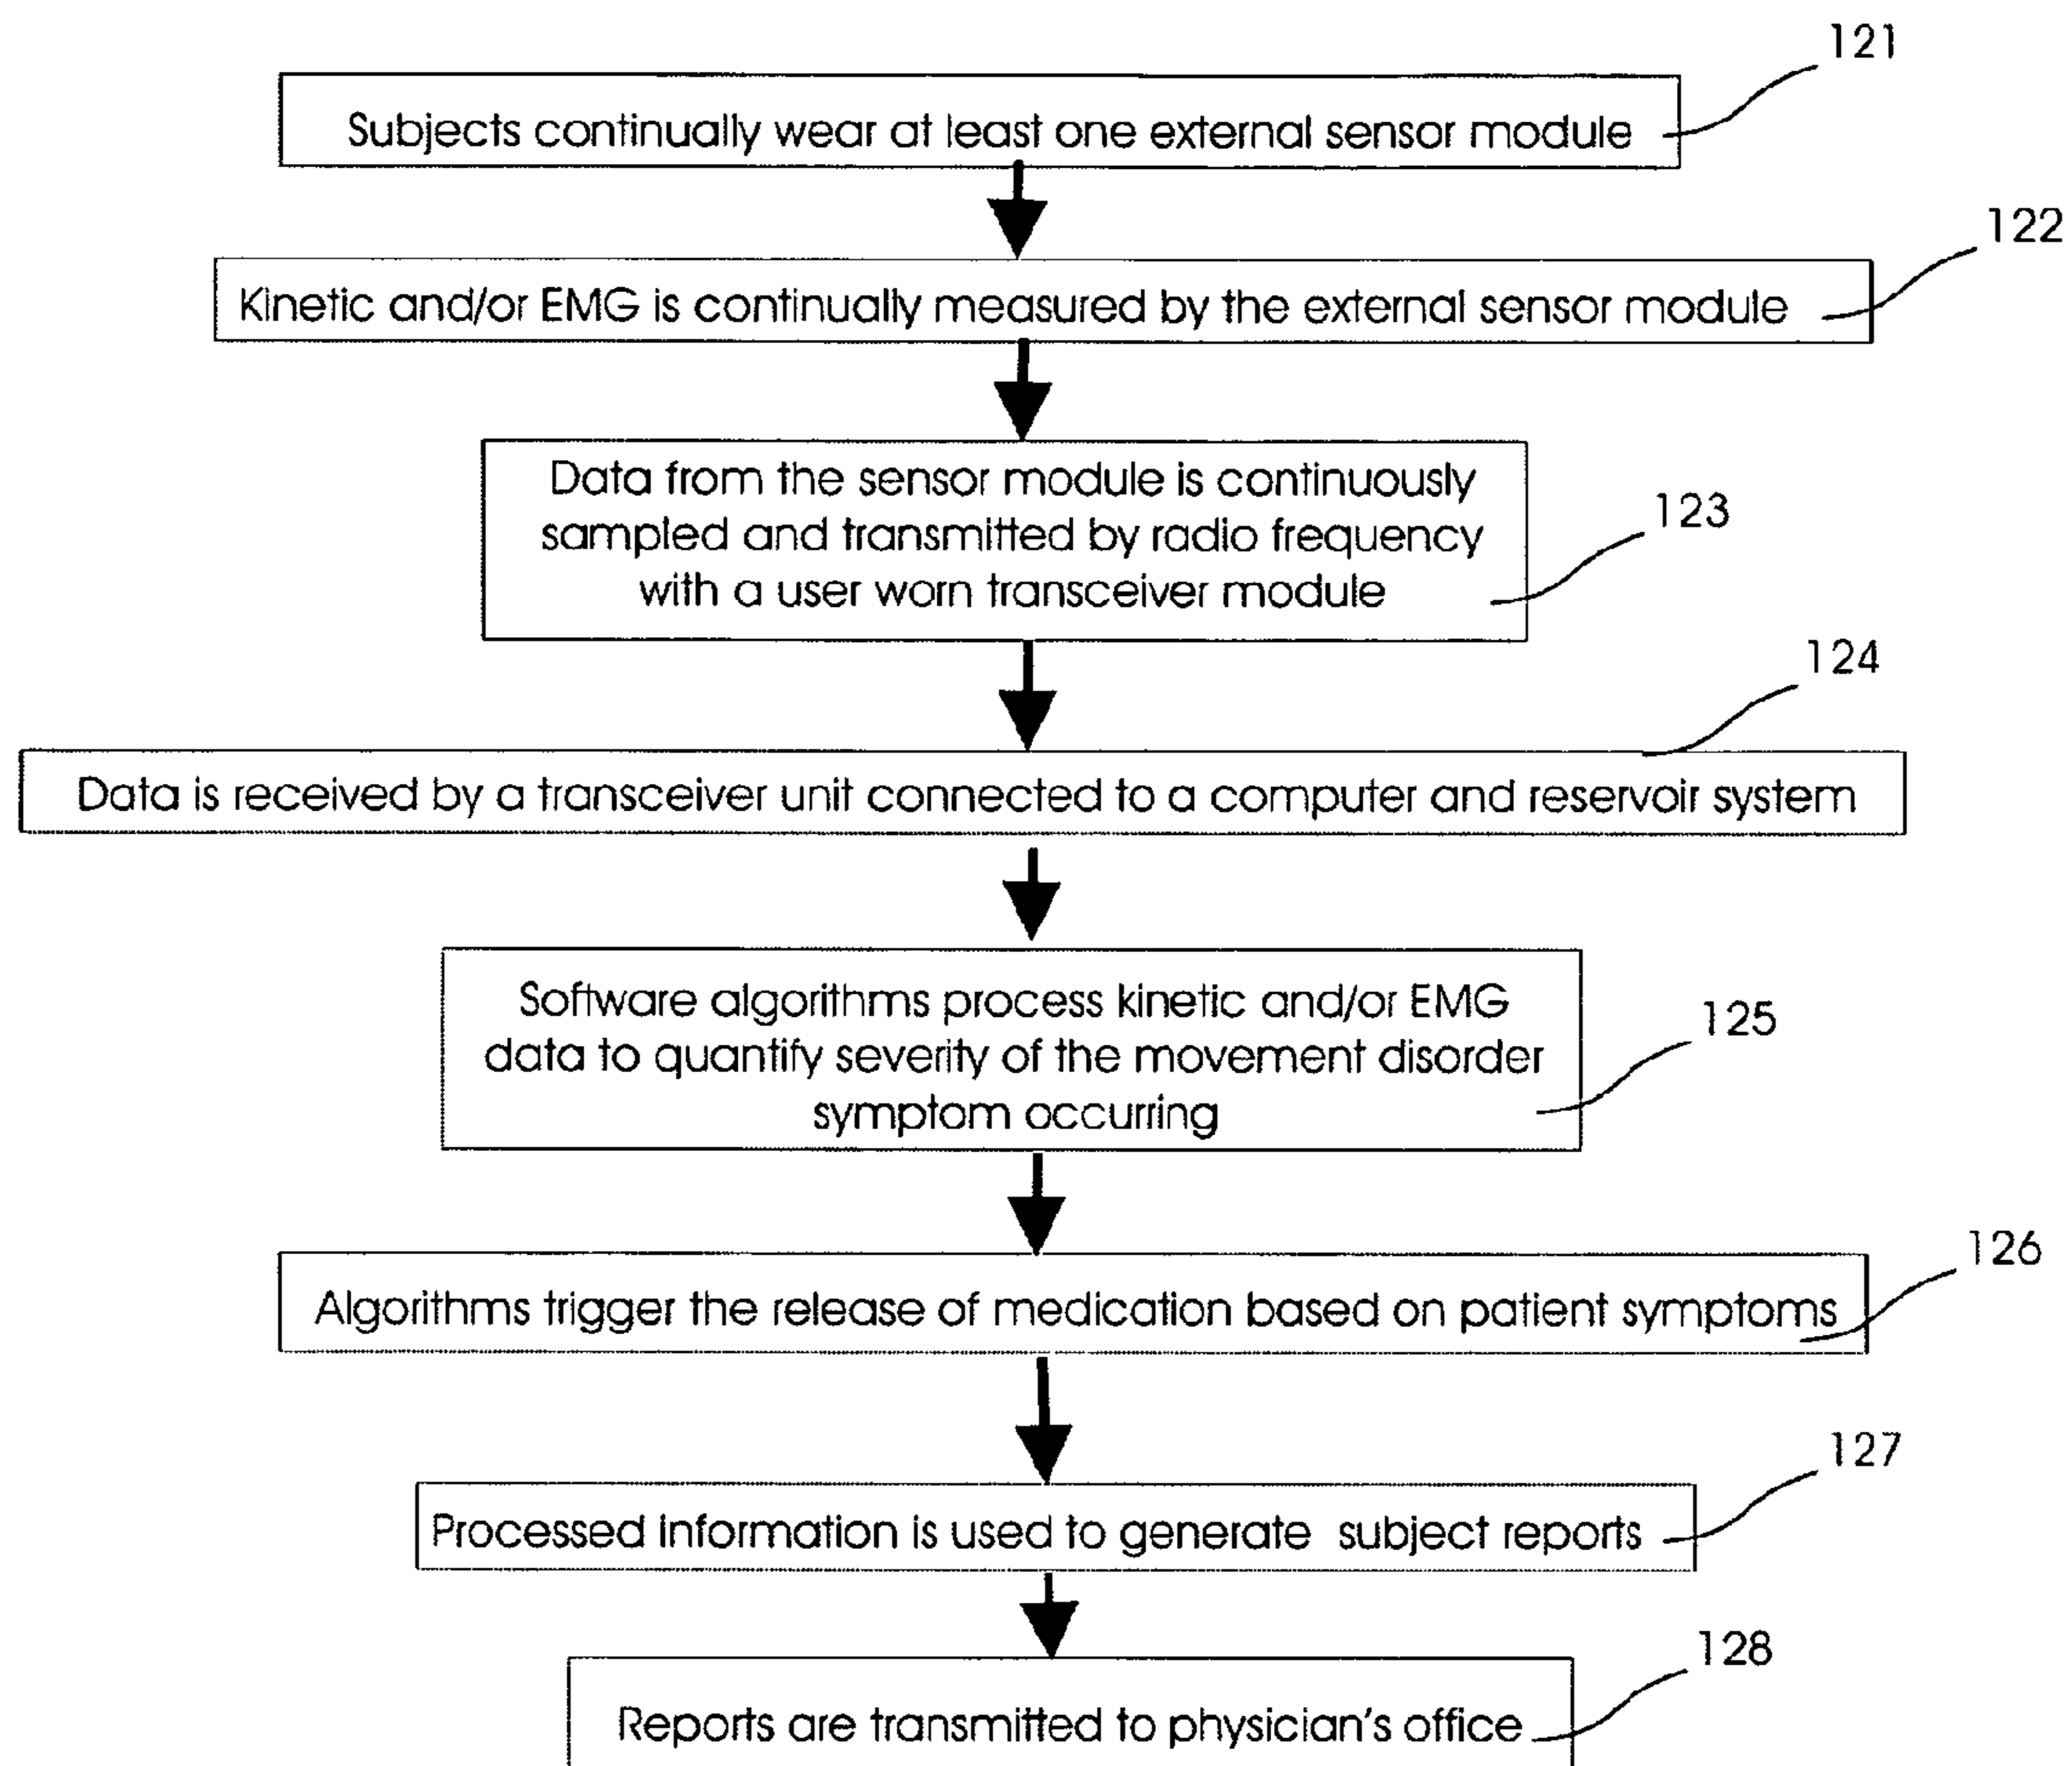 121
Subjects continually wear at least one external sensor module
122
Kinetic and/or EMG is continually measured by the external sensor module
Data from the sensor module is continuously
sampled and transmitted by radio frequency
with a user worn transceiver module
123
124
Data is received by a transceiver unit connected to a computer and reservoir system
Software algorithms process kinetic and/or EMG
data to quantify severity of the movement disorder
symptom occurring
125
126
Algorithms trigger the release of medication based on patient symptoms
127
Processed information is used to generate subject reports
128
Reports are transmitted to physician's office